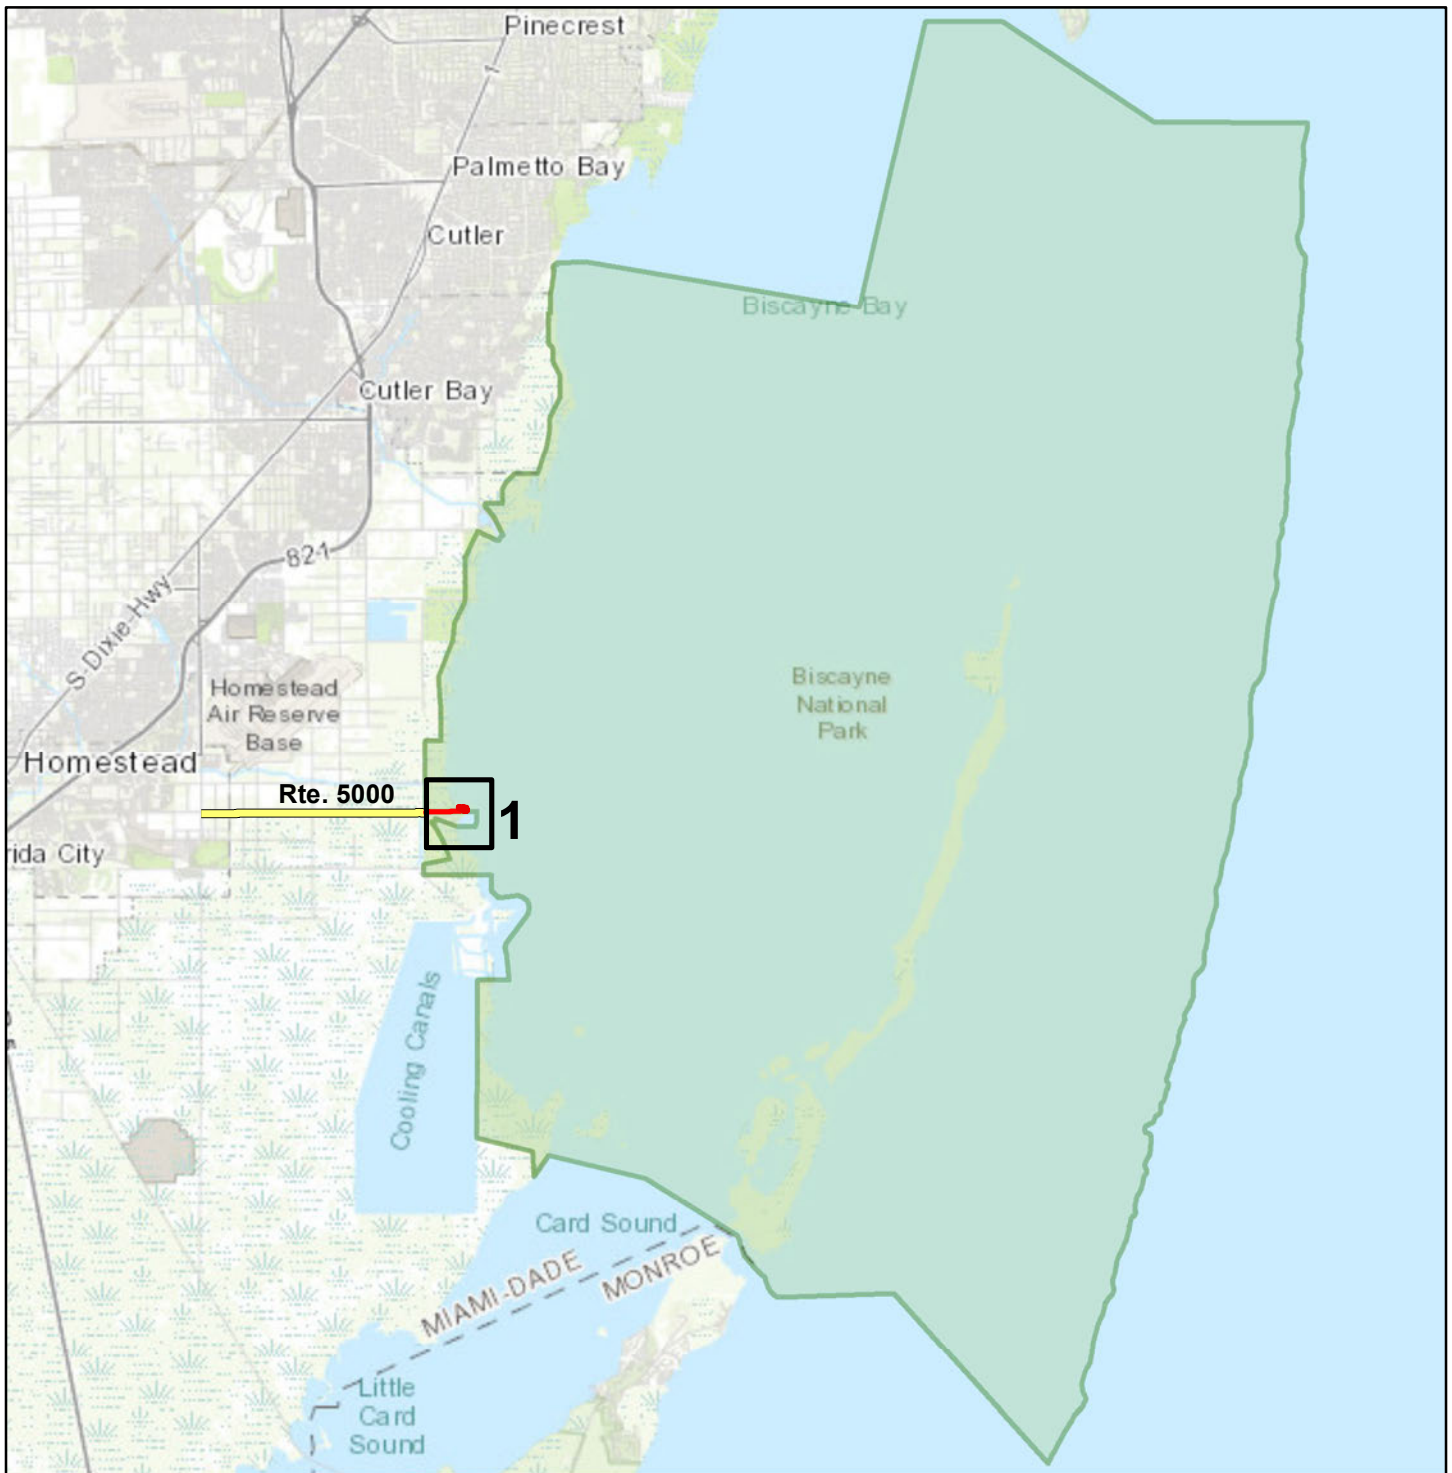 Pinecrest
1
Palmetto Bay
Cutler
Biscayne Bay
Cutler Bay
821
S Dixie Hwy
Biscayne
National
Park
Homestead
Air Reserve
Base
Homestead
Rte. 5000
1
rida City
Cooling Canals
Card Sound
MIAMI-DADE
MONROE
Little
Card
Sound